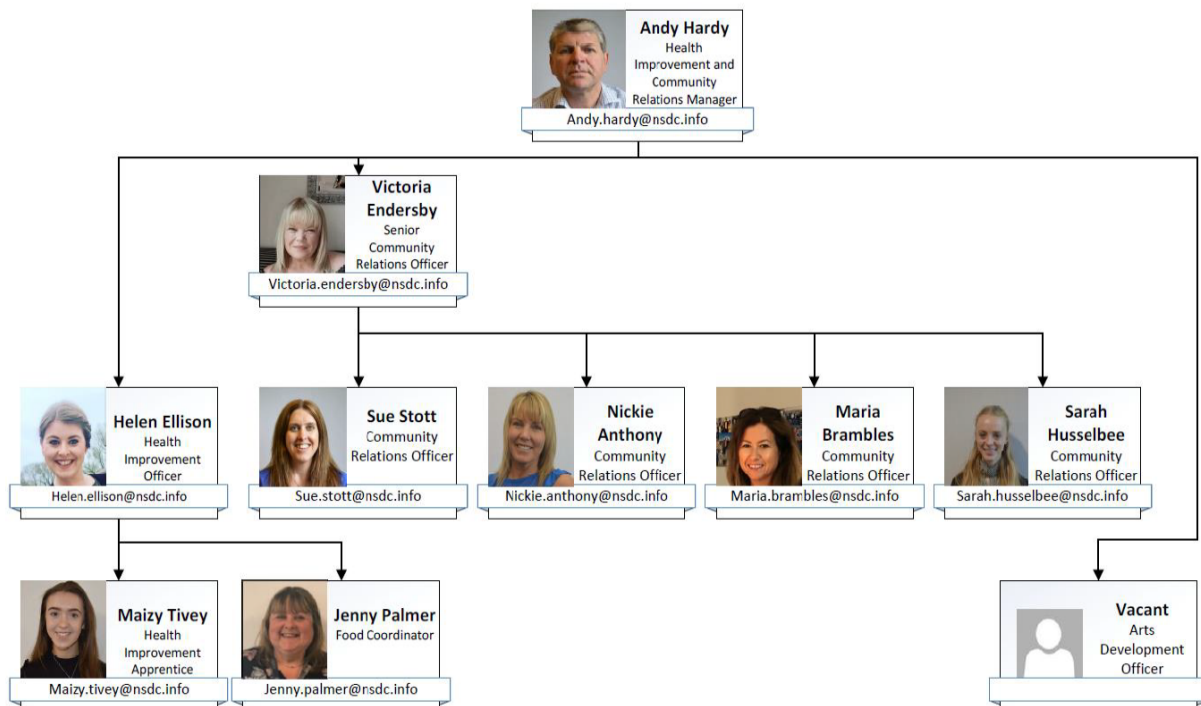 Andy Hardy
Health
Improvement and
Community
Relations Manager
Andy.hardy@nsdc.info
Victoria
Endersby
Senior
Community
Relations Officer
Victoria.endersby@nsdc.info
Helen Ellison
Health
Improvement
Officer
Helen.ellison@nsdc.info
Sue Stott
Community
Relations Officer
Sue.stott@nsdc.info
Nickie
Anthony
Community
Relations Officer
Nickie.anthony@nsdc.info
Maria
Brambles
Community
Relations Officer
Maria.brambles@nsdc.info
Sarah
Husselbee
Community
Relations Officer
Sarah.husselbee@nsdc.info
Maizy Tivey
Health
Improvement
Apprentice
Maizy.tivey@nsdc.info
Jenny Palmer
Food Coordinator
Jenny.palmer@nsdc.info
Vacant
Arts
Development
Officer